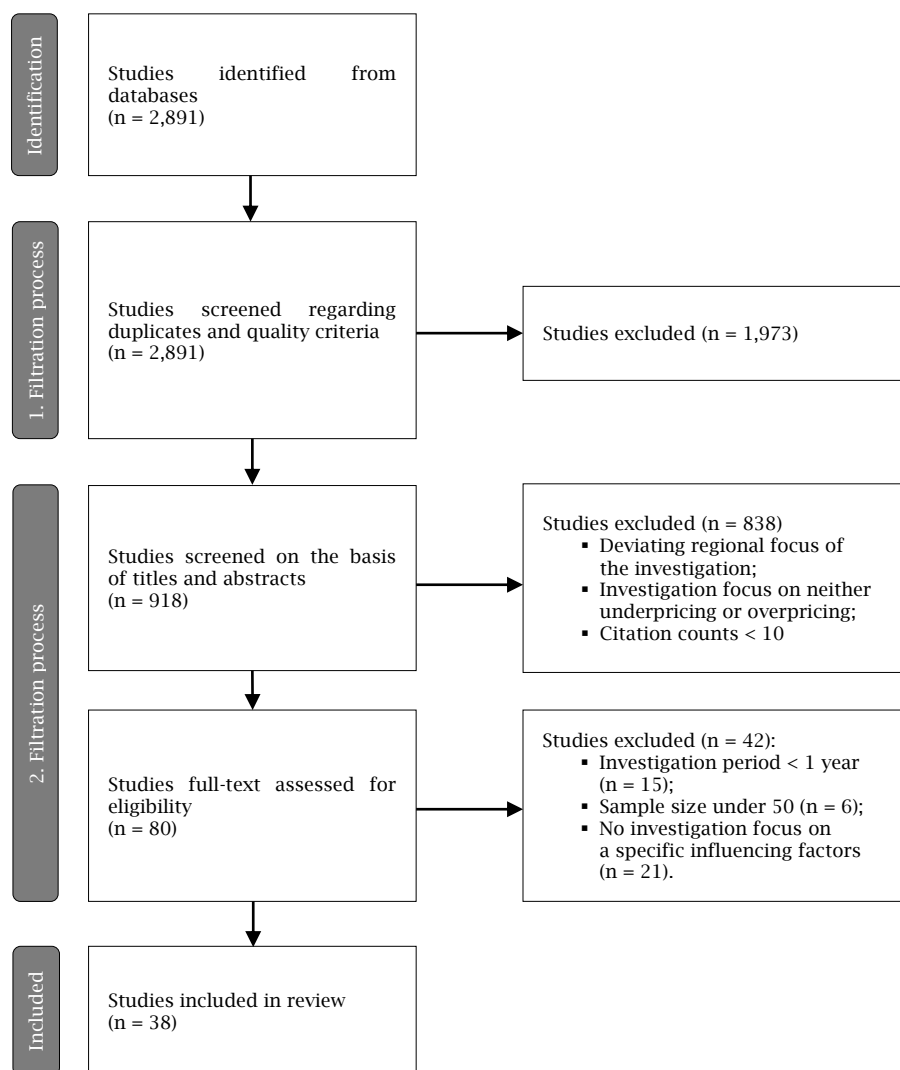 Identification
Studies identified from
databases
(n = 2,891)
1. Filtration process
Studies screened regarding
duplicates and quality criteria
(n = 2,891)
Studies excluded (n = 1,973)
2. Filtration process
Studies screened on the basis
of titles and abstracts
(n = 918)
Studies excluded (n = 838)
▪ Deviating regional focus of
the investigation;
▪ Investigation focus on neither
underpricing or overpricing;
▪ Citation counts < 10
Studies full-text assessed for
eligibility
(n = 80)
Studies excluded (n = 42):
▪ Investigation period < 1 year
(n = 15);
▪ Sample size under 50 (n = 6);
▪ No investigation focus on
a specific influencing factors
(n = 21).
Included
Studies included in review
(n = 38)